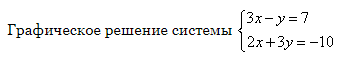 Графическое решение системы { 3x − y = 7
2x + 3y = −10